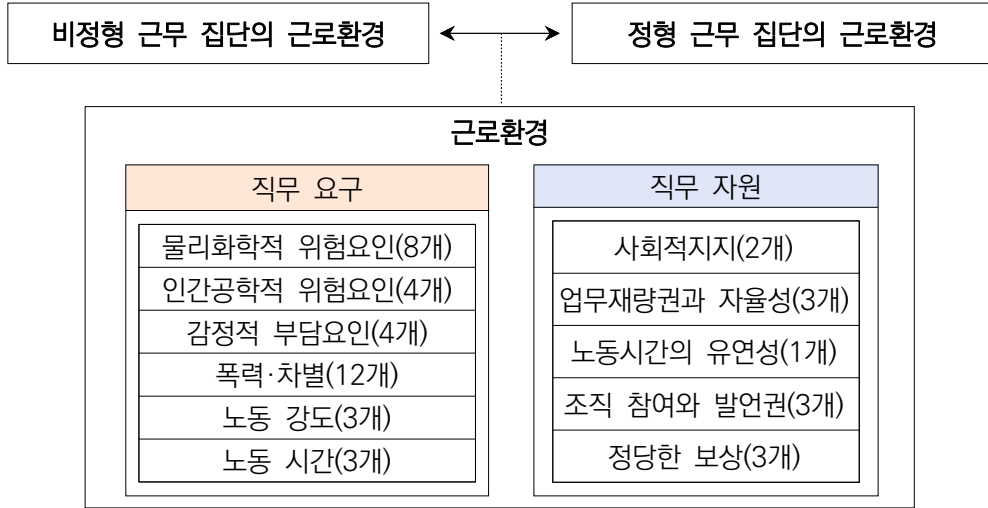 비정형 근무 집단의 근로환경
정형 근무 집단의 근로환경
근로환경
직무 요구
물리화학적 위험요인(8개)
인간공학적 위험요인(4개)
감정적 부담요인(4개)
폭력·차별(12개)
노동 강도(3개)
노동 시간(3개)
직무 자원
사회적지지(2개)
업무재량권과 자율성(3개)
노동시간의 유연성(1개)
조직 참여와 발언권(3개)
정당한 보상(3개)